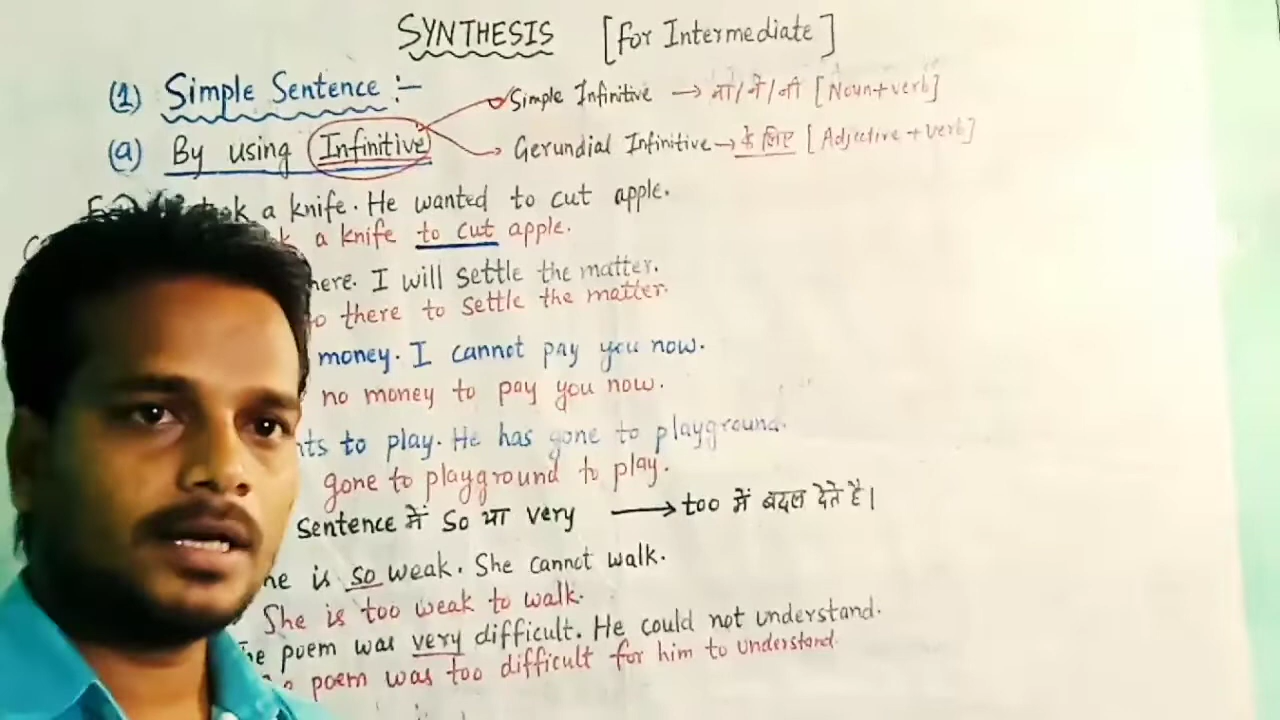 SYNTHESIS [for Intermediate]
(1) Simple Sentence :-
Simple Infinitive → ना/ने/नी [Noun+verb]
(a) By using Infinitive
Gerundial Infinitive → के लिए [Adjective + verb]
a knife. He wanted to cut apple.
a knife to cut apple.
here. I will settle the matter.
there to settle the matter.
money. I cannot pay you now.
no money to pay you now.
to play. He has gone to playground.
gone to playground to play.
Sentence में So या very → too में बदल देते हैं।
he is so weak. She cannot walk.
She is too weak to walk.
he poem was very difficult. He could not understand.
poem was too difficult for him to understand.